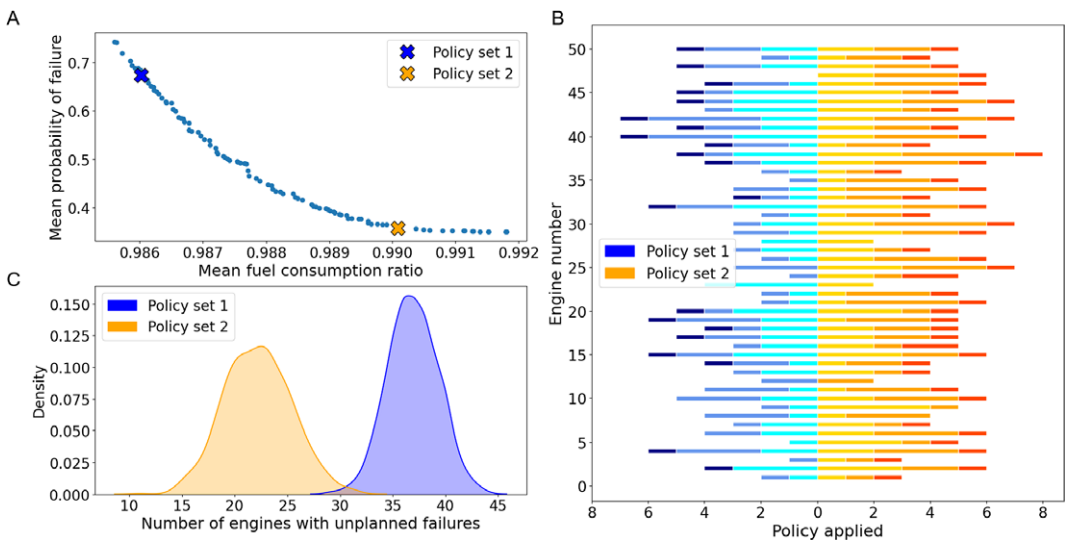 A
Mean probability of failure
0.7
0.6
0.5
0.4
Policy set 1
Policy set 2
0.986 0.987 0.988 0.989 0.990 0.991 0.992
Mean fuel consumption ratio
B
Engine number
50
45
40
35
30
25
20
15
10
5
0
Policy set 1
Policy set 2
8 6 4 2 0 2 4 6 8
Policy applied
C
Density
0.150
0.125
0.100
0.075
0.050
0.025
0.000
Policy set 1
Policy set 2
10 15 20 25 30 35 40 45
Number of engines with unplanned failures